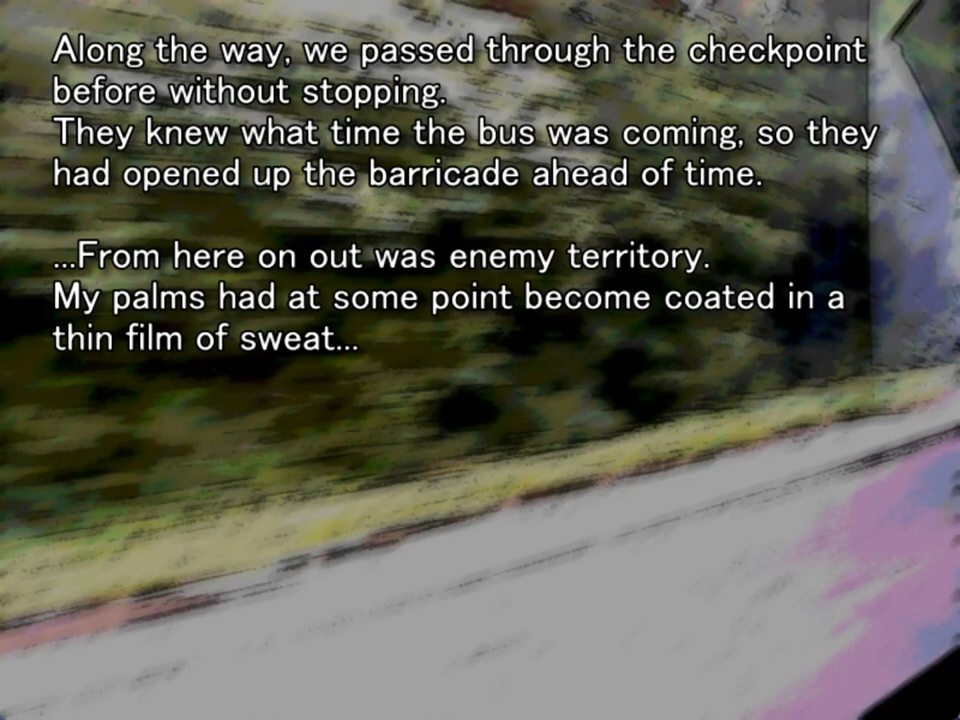 Along the way, we passed through the checkpoint
before without stopping.
They knew what time the bus was coming, so they
had opened up the barricade ahead of time.
...From here on out was enemy territory.
My palms had at some point become coated in a
thin film of sweat...